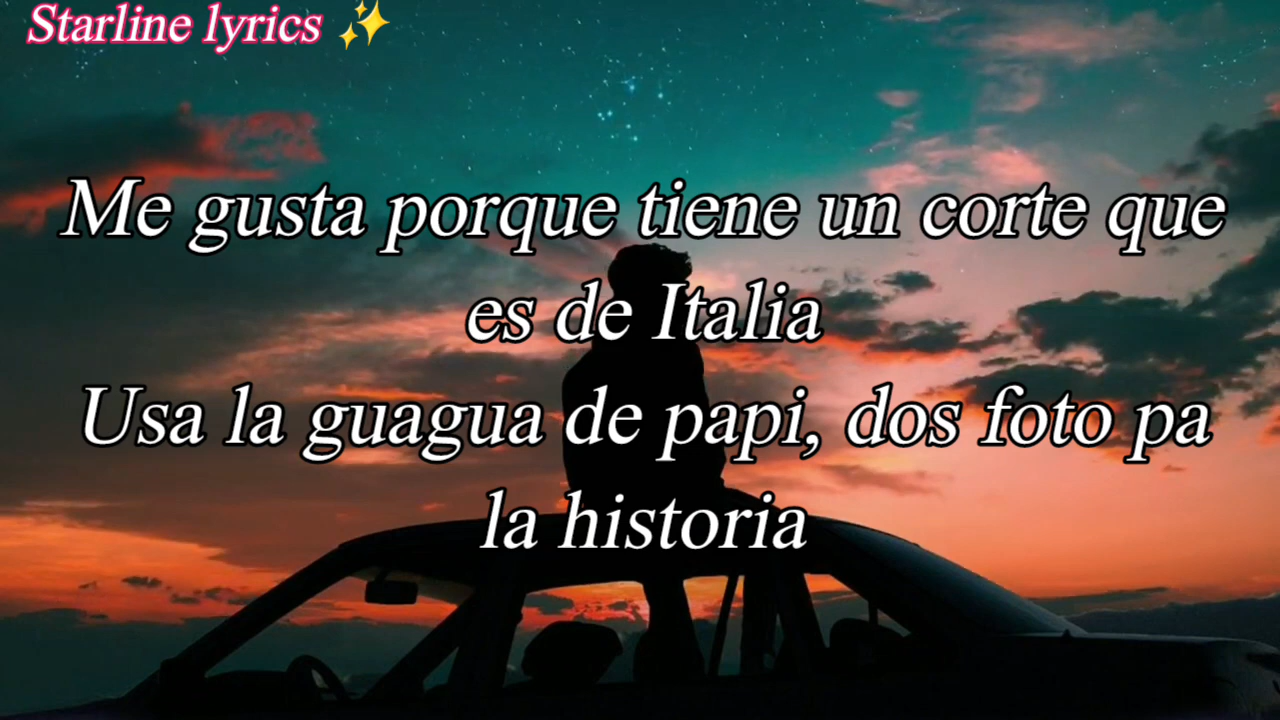 Starline lyrics ✨
Me gusta porque tiene un corte que
es de Italia
Usa la guagua de papi, dos foto pa
la historia